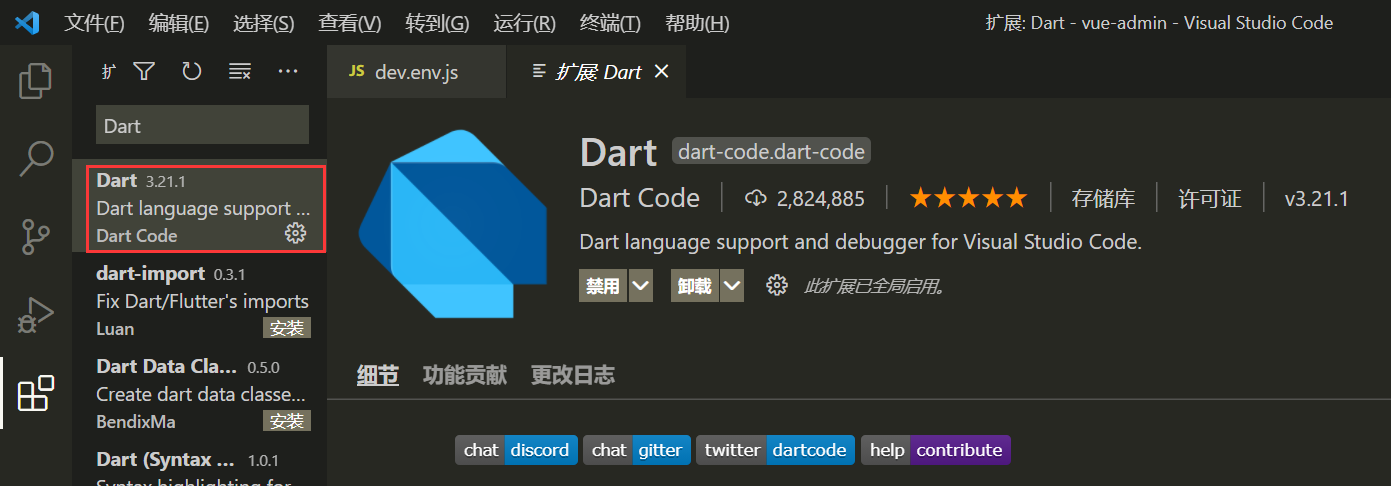 文件(F) 编辑(E) 选择(S) 查看(V) 转到(G) 运行(R) 终端(T) 帮助(H) 扩展: Dart - vue-admin - Visual Studio Code
扩 ···
JS dev.env.js 扩展: Dart
Dart
Dart 3.21.1
Dart language support ...
Dart Code
dart-import 0.3.1
Fix Dart/Flutter's imports
Luan 安装
Dart Data Cla... 0.5.0
Create dart data classe...
BendixMa 安装
Dart (Syntax ... 1.0.1
Syntax highlighting for
Dart dart-code.dart-code
Dart Code 2,824,885 ★★★★★ 存储库 许可证 v3.21.1
Dart language support and debugger for Visual Studio Code.
禁用 卸载 此扩展已全局启用。
细节 功能贡献 更改日志
chat discord chat gitter twitter dartcode help contribute